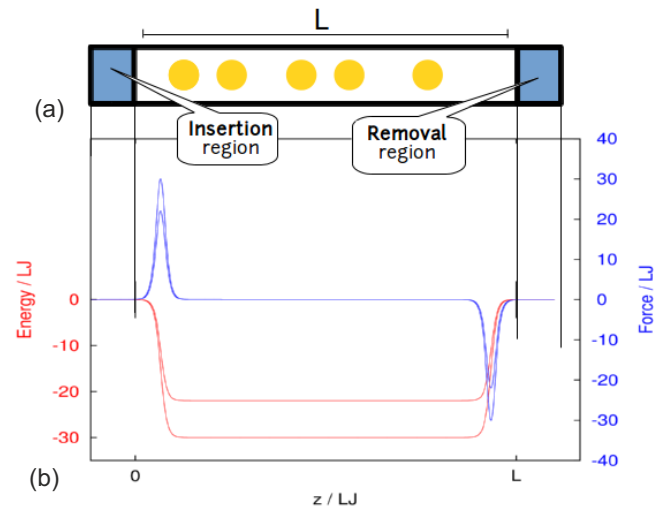 L
(a)
Insertion
region
Removal
region
Energy / LJ
0
-10
-20
-30
40
30
20
10
0
-10
-20
-30
-40
Force / LJ
(b)
0
L
z / LJ